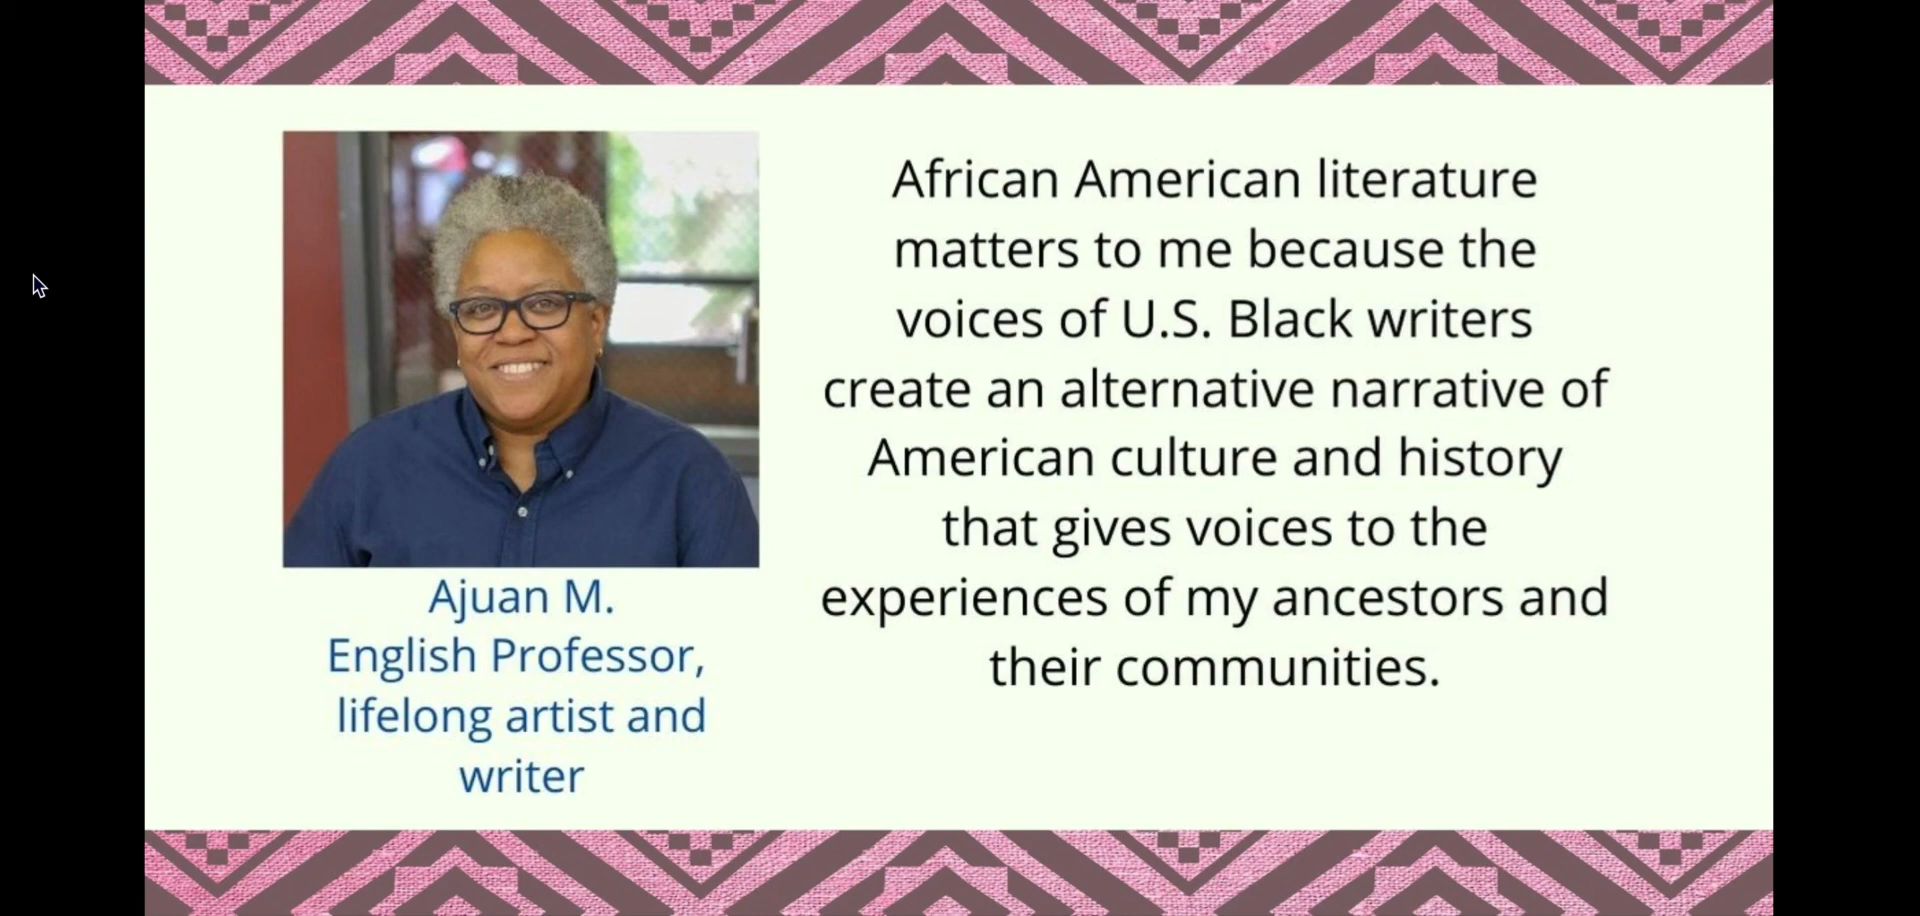 Ajuan M.
English Professor,
lifelong artist and
writer
African American literature
matters to me because the
voices of U.S. Black writers
create an alternative narrative of
American culture and history
that gives voices to the
experiences of my ancestors and
their communities.